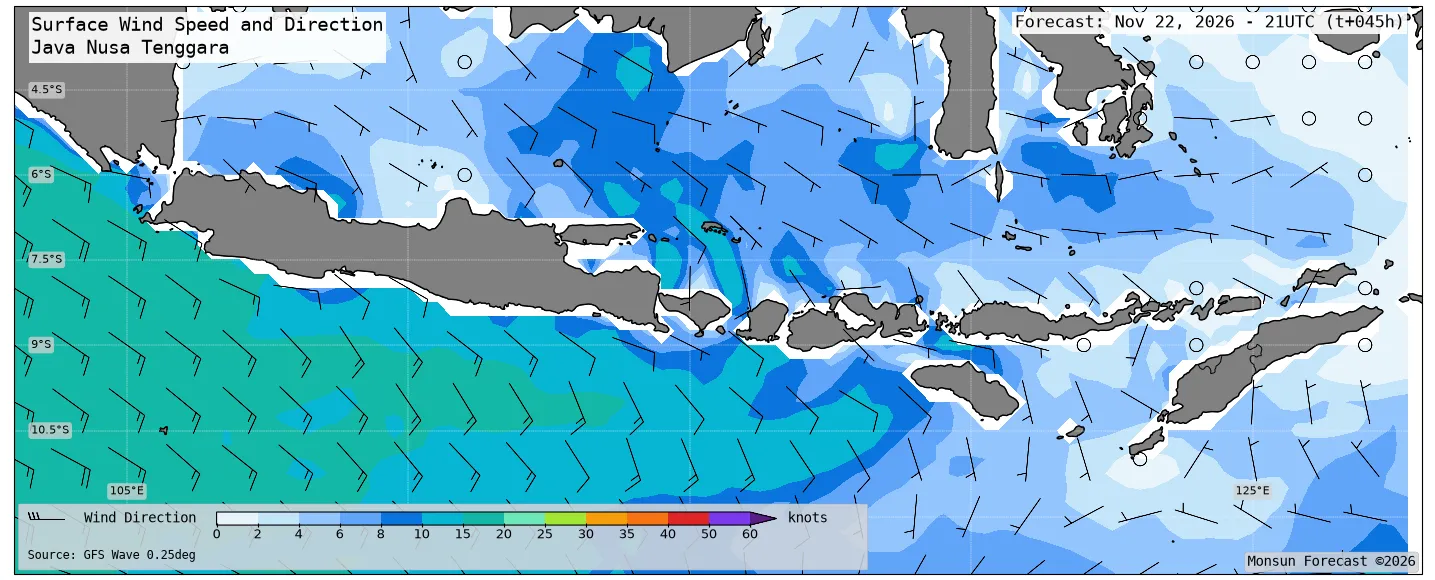 Surface Wind Speed and Direction
Java Nusa Tenggara
Forecast: Nov 22, 2026 - 21UTC (t+045h)
4.5°S
6°S
7.5°S
9°S
10.5°S
105°E
125°E
Wind Direction
0 2 4 6 8 10 15 20 25 30 35 40 50 60
knots
Source: GFS Wave 0.25deg
Monsun Forecast ©2026